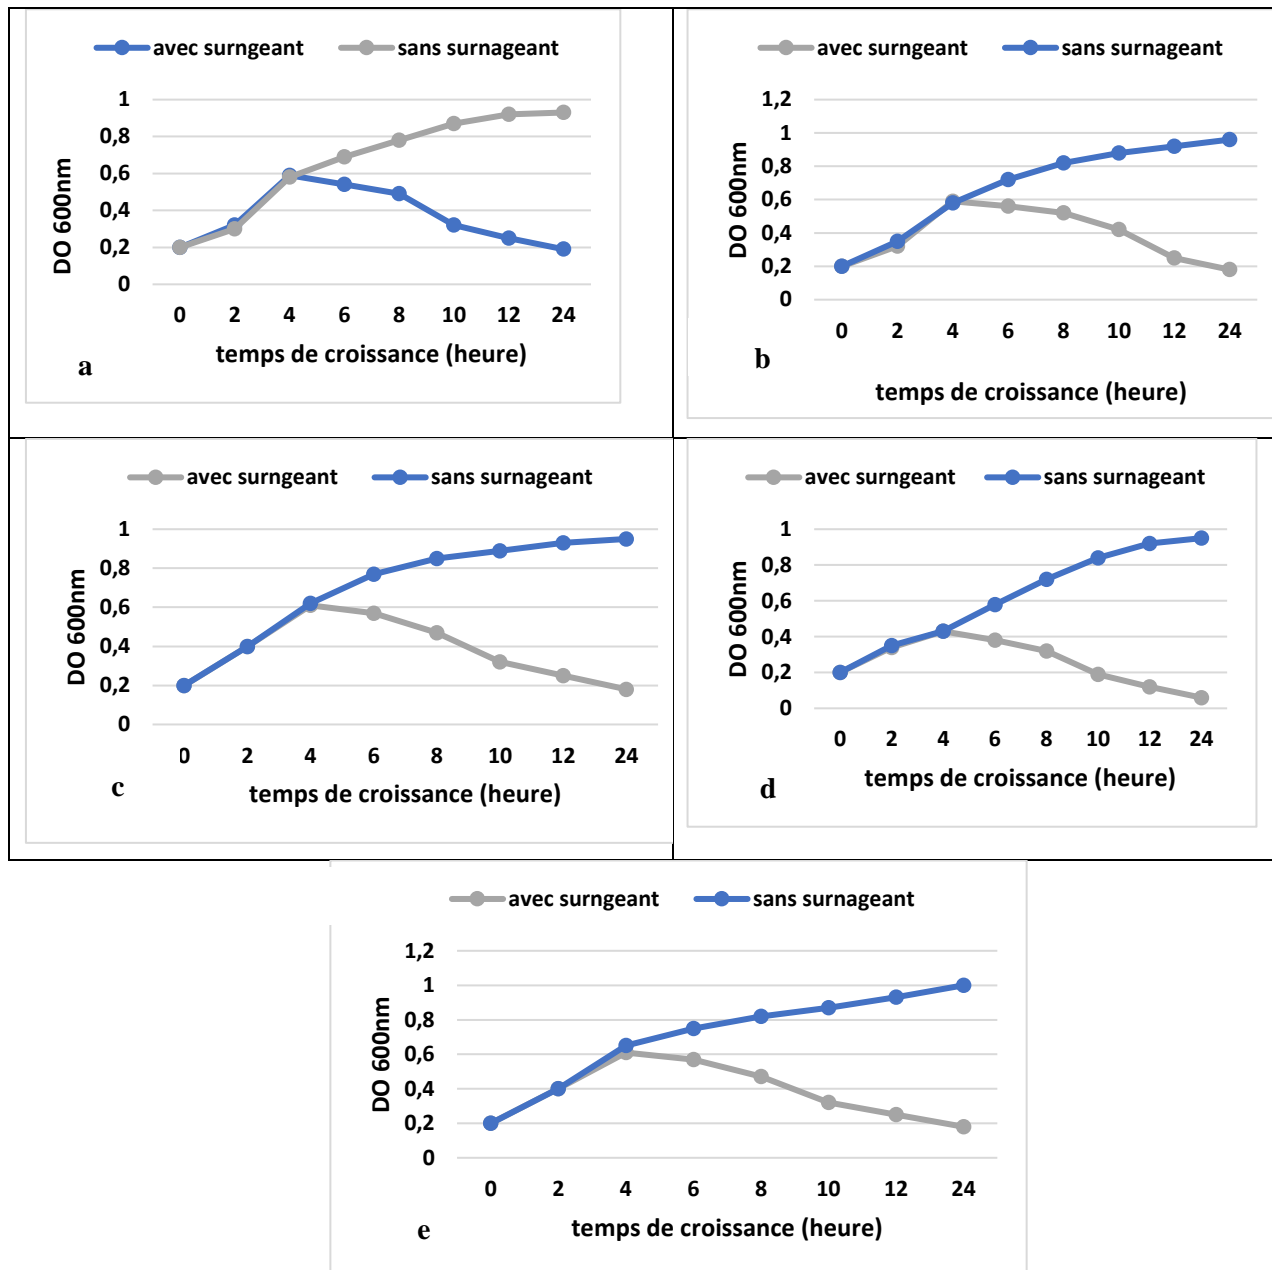 avec surngeant sans surnageant
1
0,8
0,6
0,4
0,2
0
DO 600nm
0 2 4 6 8 10 12 24
temps de croissance (heure)
a
avec surngeant sans surnageant
1,2
1
0,8
0,6
0,4
0,2
0
DO 600nm
0 2 4 6 8 10 12 24
b
temps de croissance (heure)
avec surngeant sans surnageant
1
0,8
0,6
0,4
0,2
0
DO 600nm
0 2 4 6 8 10 12 24
c
temps de croissance (heure)
avec surngeant sans surnageant
1
0,8
0,6
0,4
0,2
0
DO 600nm
0 2 4 6 8 10 12 24
temps de croissance (heure)
d
avec surngeant sans surnageant
1,2
1
0,8
0,6
0,4
0,2
0
DO 600nm
0 2 4 6 8 10 12 24
temps de croissance (heure)
e